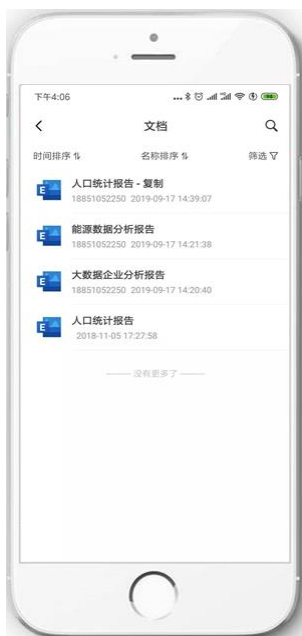 下午4:06
文档
时间排序
名称排序
筛选
人口统计报告 - 复制
18851052250 2019-09-17 14:39:07
能源数据分析报告
18851052250 2019-09-17 14:21:38
大数据企业分析报告
18851052250 2019-09-17 14:20:40
人口统计报告
2018-11-05 17:27:58
没有更多了